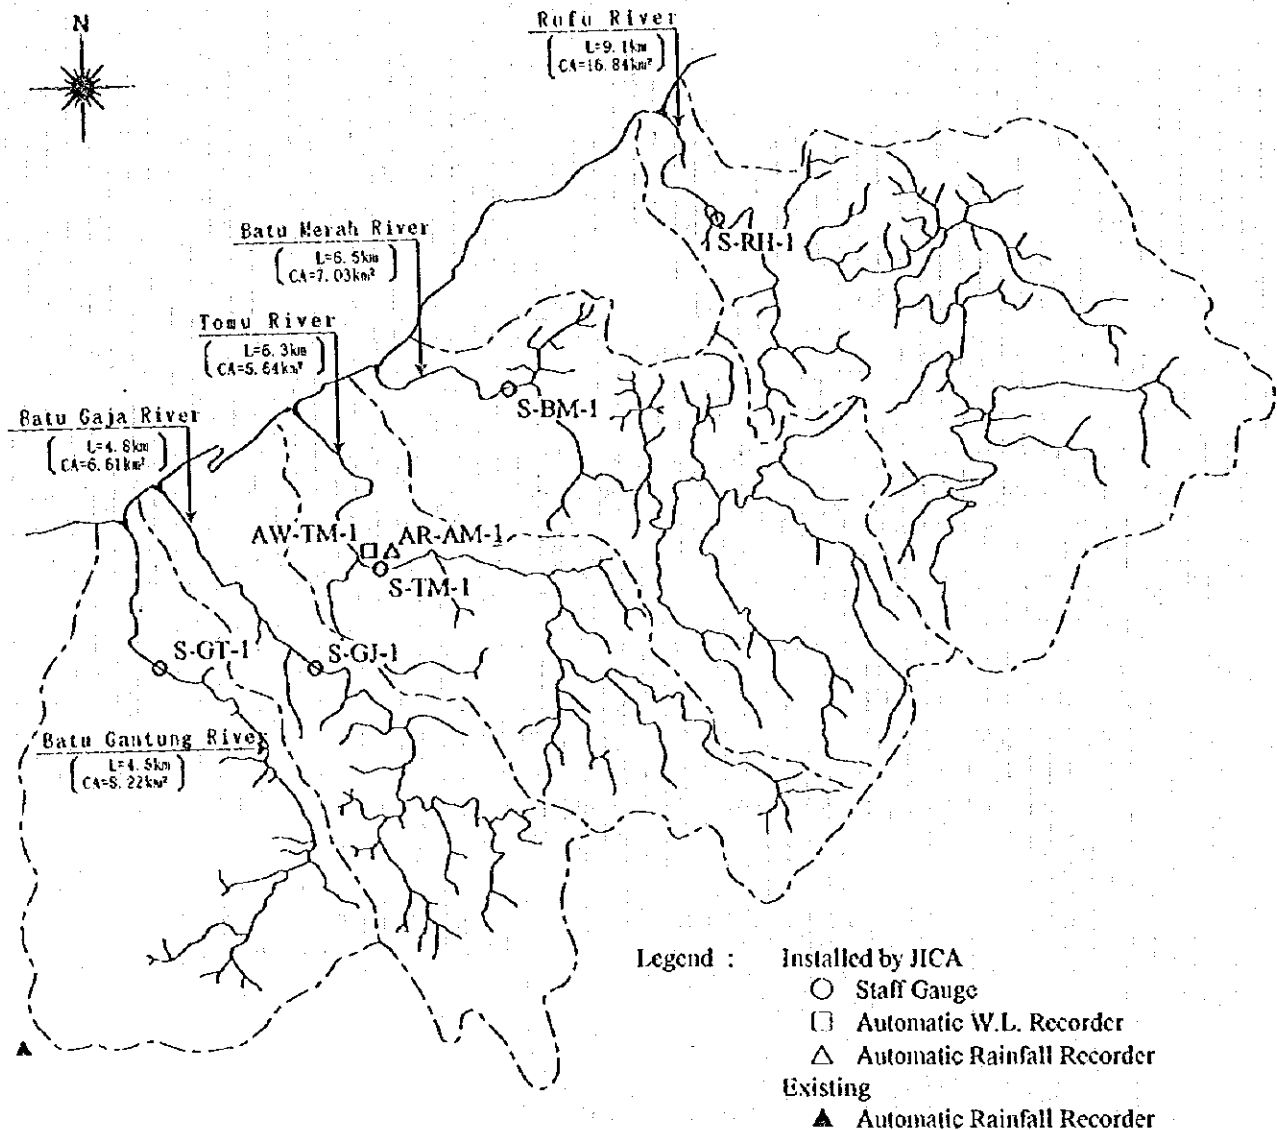 N
Rufu River
L=9.1km
CA=16.84km²
Batu Merah River
L=6.5km
CA=7.03km²
Tomu River
L=6.3km
CA=5.64km²
Batu Gaja River
L=4.8km
CA=6.61km²
S-RH-1
S-BM-1
AW-TM-1 AR-AM-1
S-TM-1
S-GT-1 S-GJ-1
Batu Gantung River
L=4.5km
CA=5.22km²
Legend : Installed by JICA
Staff Gauge
Automatic W.L. Recorder
Automatic Rainfall Recorder
Existing
Automatic Rainfall Recorder